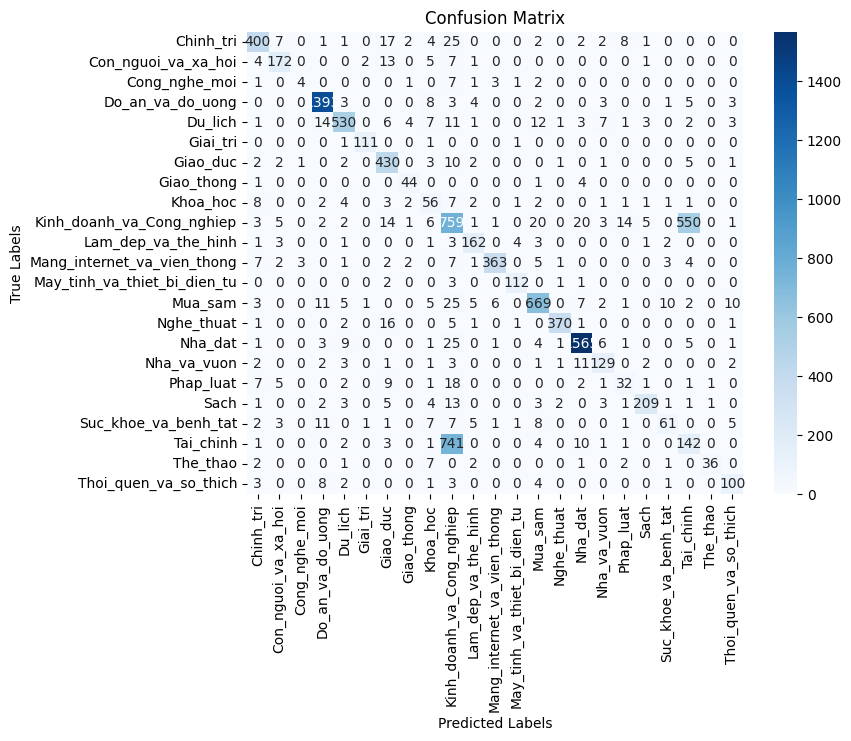 Confusion Matrix
Chinh_tri 400 7 0 1 1 0 17 2 4 25 0 0 0 2 0 2 2 8 1 0 0 0 0
Con_nguoi_va_xa_hoi 4 172 0 0 0 2 13 0 5 7 1 0 0 0 0 0 0 0 1 0 0 0 0
Cong_nghe_moi 1 0 4 0 0 0 0 1 0 7 1 3 1 2 0 0 0 0 0 0 0 0 0
Do_an_va_do_uong 0 0 0 3 0 0 0 8 3 4 0 0 2 0 0 3 0 0 1 5 0 3
Du_lich 1 0 0 14 530 0 6 4 7 11 1 0 0 12 1 3 7 1 3 0 2 0 3
Giai_tri 0 0 0 0 1 111 0 0 1 0 0 0 1 0 0 0 0 0 0 0 0 0 0
Giao_duc 2 2 1 0 2 0 430 0 3 10 2 0 0 0 1 0 1 0 0 0 5 0 1
Giao_thong 1 0 0 0 0 0 0 44 0 0 0 0 0 1 0 4 0 0 0 0 0 0 0
Khoa_hoc 8 0 0 2 4 0 3 2 56 7 2 0 1 2 0 0 1 1 1 1 1 0 0
Kinh_doanh_va_Cong_nghiep 3 5 0 2 2 0 14 1 6 759 1 1 0 20 0 20 3 14 5 0 550 0 1
Lam_dep_va_the_hinh 1 3 0 0 1 0 0 0 1 3 162 0 4 3 0 0 0 0 1 2 0 0 0
Mang_internet_va_vien_thong 7 2 3 0 1 0 2 2 0 7 1 363 0 5 1 0 0 0 0 3 4 0 0
May_tinh_va_thiet_bi_dien_tu 0 0 0 0 0 0 2 0 0 3 0 0 112 0 1 1 0 0 0 0 0 0 0
Mua_sam 3 0 0 11 5 1 0 0 5 25 5 6 0 669 0 7 2 1 0 10 2 0 10
Nghe_thuat 1 0 0 0 2 0 16 0 0 5 1 0 1 0 370 0 0 1 0 0 0 0 1
Nha_dat 1 0 0 3 9 0 0 0 1 25 0 1 0 4 1 6 1 0 0 5 0 1
Nha_va_vuon 2 0 0 2 3 0 1 0 1 3 0 0 0 1 1 11 129 0 2 0 0 0 2
Phap_luat 7 5 0 0 2 0 9 0 1 18 0 0 0 0 0 2 1 32 1 0 1 1 0
Sach 1 0 0 2 3 0 5 0 4 13 0 0 0 3 2 0 3 1 209 1 1 1 0
Suc_khoe_va_benh_tat 2 3 0 11 0 1 1 0 7 7 5 1 1 8 0 0 1 0 0 61 0 0 5
Tai_chinh 1 0 0 0 2 0 3 0 1 741 0 0 0 4 0 10 1 1 0 0 142 0 0
The_thao 2 0 0 0 1 0 0 0 7 0 2 0 0 0 0 1 0 2 0 1 0 36 0
Thoi_quen_va_so_thich 3 0 0 8 2 0 0 0 1 3 0 0 0 4 0 0 0 0 0 0 0 0 100
True Labels
Chinh_tri
Con_nguoi_va_xa_hoi
Cong_nghe_moi
Do_an_va_do_uong
Du_lich
Giai_tri
Giao_duc
Giao_thong
Khoa_hoc
Kinh_doanh_va_Cong_nghiep
Lam_dep_va_the_hinh
Mang_internet_va_vien_thong
May_tinh_va_thiet_bi_dien_tu
Mua_sam
Nghe_thuat
Nha_dat
Nha_va_vuon
Phap_luat
Sach
Suc_khoe_va_benh_tat
Tai_chinh
The_thao
Thoi_quen_va_so_thich
Predicted Labels
1400
1200
1000
800
600
400
200
0